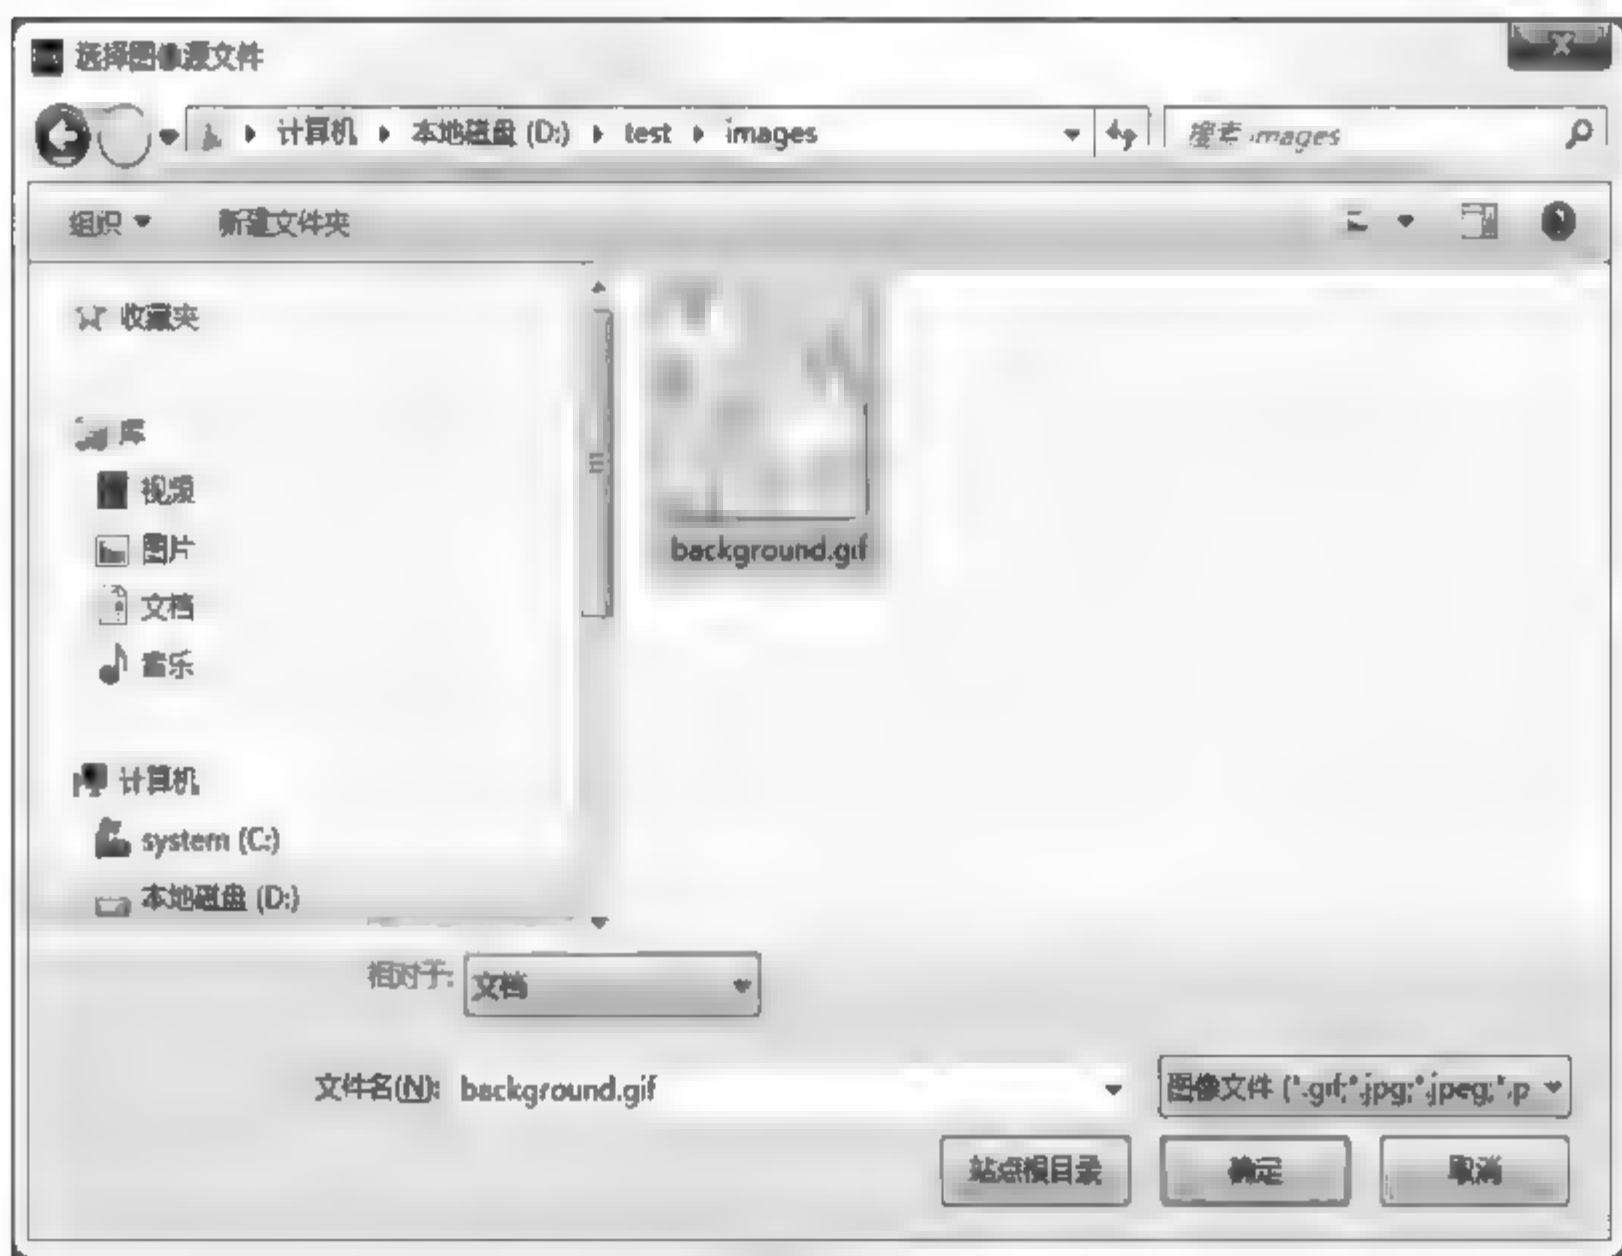 选择图像源文件
计算机 本地磁盘 (D:) test images 搜索 images
组织 新建文件夹
收藏夹
库
视频
图片
文档
音乐
计算机
system (C:)
本地磁盘 (D:)
background.gif
相对于: 文档
文件名(N): background.gif 图像文件 (*.gif;*.jpg;*.jpeg;*.p
站点根目录 确定 取消